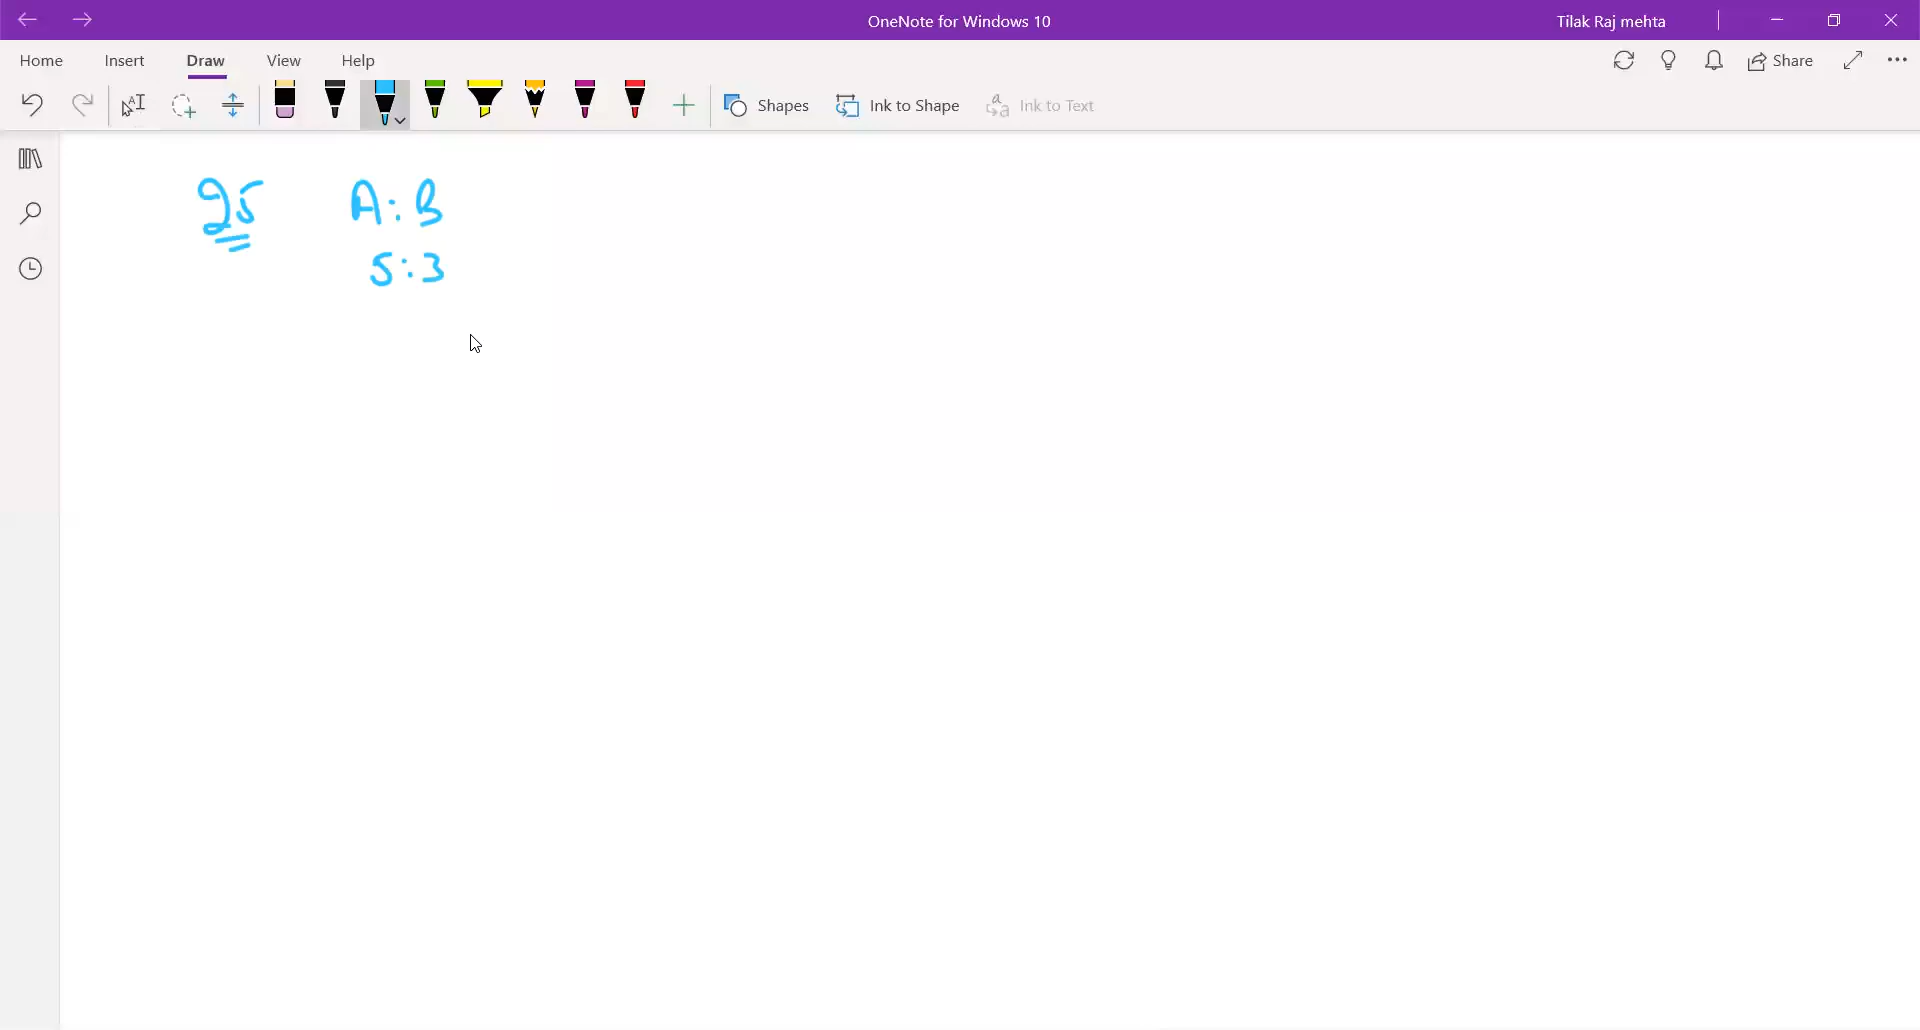 OneNote for Windows 10
Tilak Raj mehta
Home Insert Draw View Help
Share
Shapes Ink to Shape Ink to Text
25 A:B
5:3